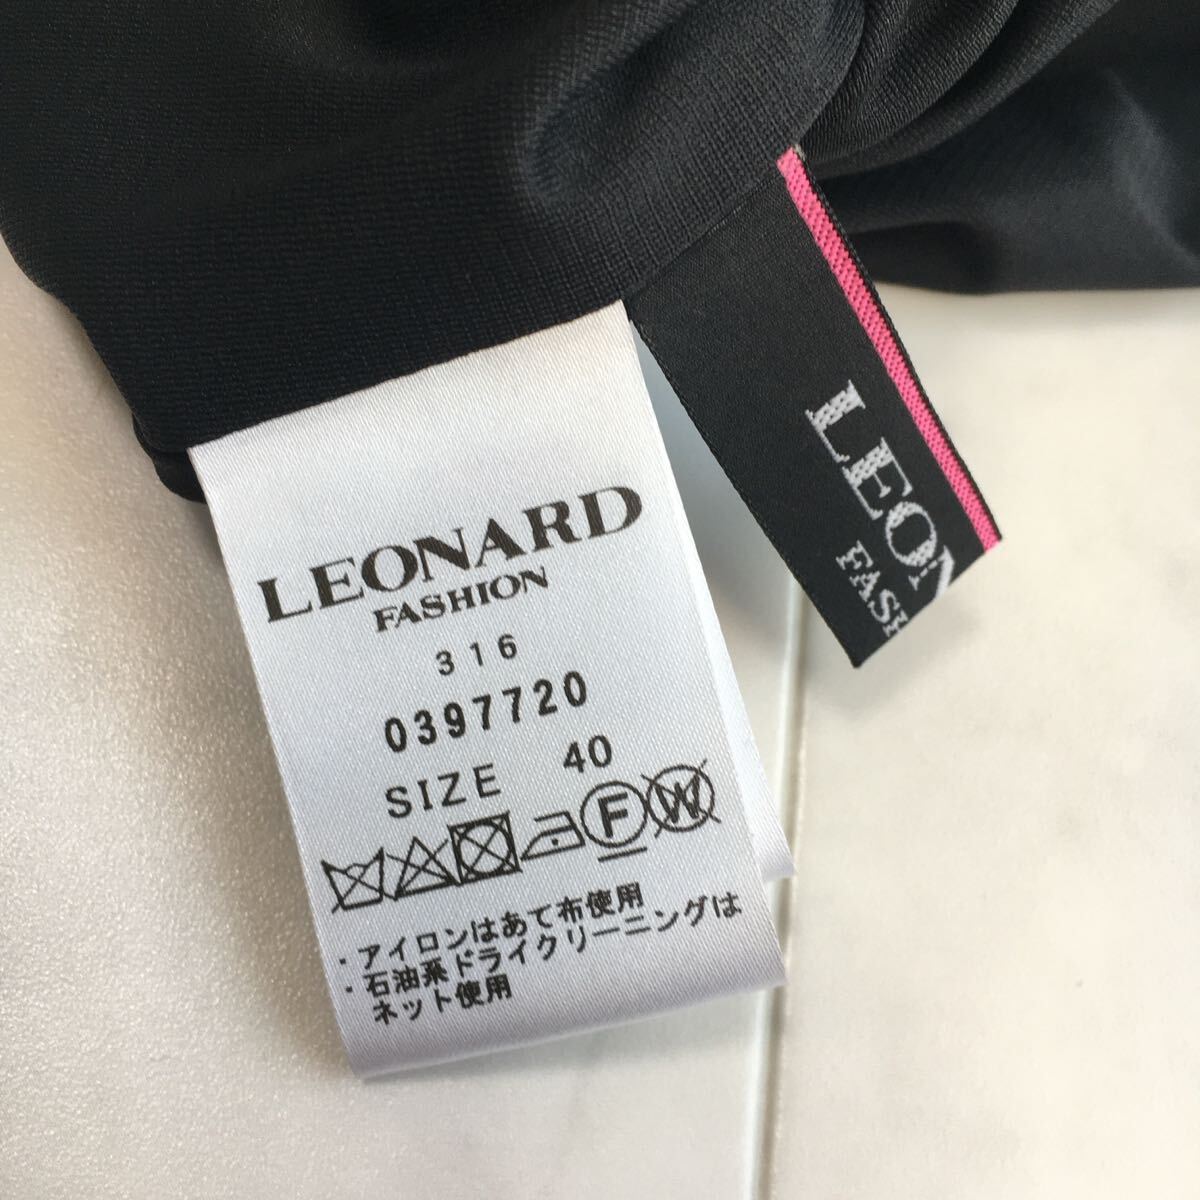 LEONARD
FASHION
316
0397720
SIZE 40
F W
・アイロンはあて布使用
・石油系ドライクリーニングは
ネット使用
LEON
FASH